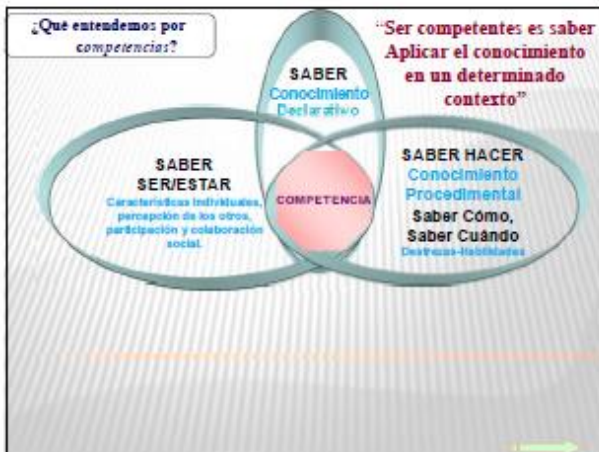 ¿Qué entendemos por
competencias?
“Ser competentes es saber
Aplicar el conocimiento
en un determinado
contexto”
SABER
Conocimiento
Declarativo
SABER
SER/ESTAR
Características individuales,
percepción de los otros,
participación y colaboración
social.
COMPETENCIA
SABER HACER
Conocimiento
Procedimental
Saber Cómo,
Saber Cuándo
Destrezas-Habilidades